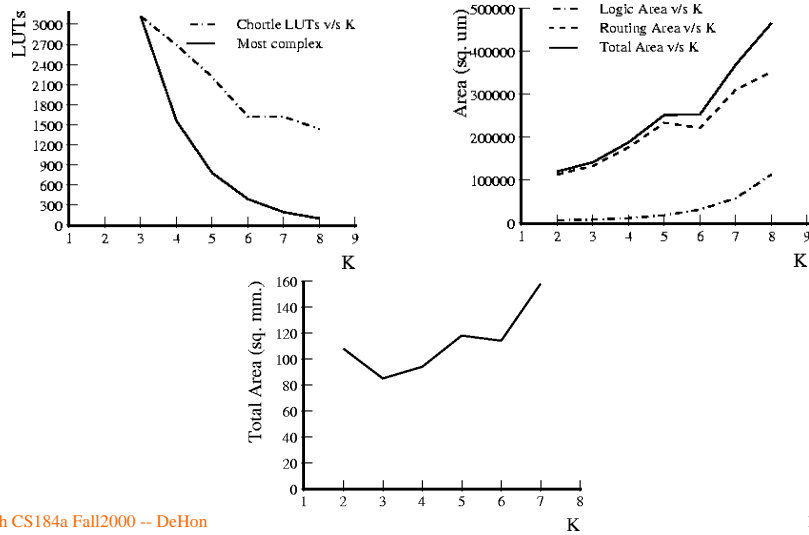 LUTs
3000
2700
2400
2100
1800
1500
1200
900
600
300
0
1 2 3 4 5 6 7 8 9
K
Chortle LUTs v/s K
Most complex
Area (sq. um)
500000
400000
300000
200000
100000
0
1 2 3 4 5 6 7 8 9
K
Logic Area v/s K
Routing Area v/s K
Total Area v/s K
Total Area (sq. mm.)
160
140
120
100
80
60
40
20
0
1 2 3 4 5 6 7 8
K
CS184a Fall2000 -- DeHon